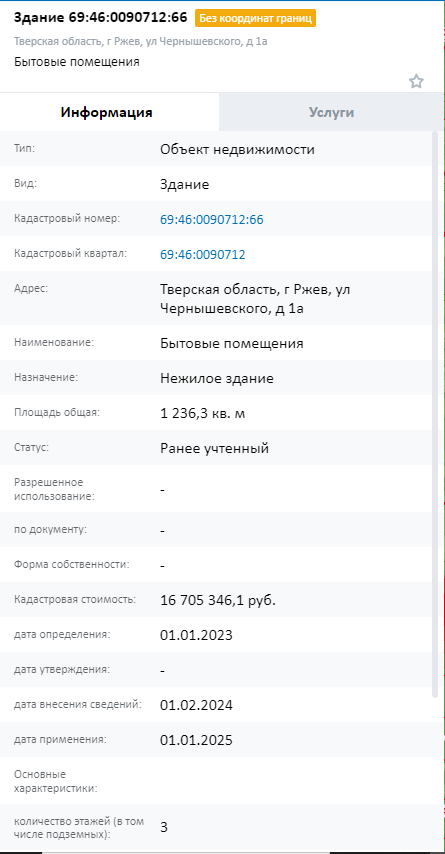 Здание 69:46:0090712:66 Без координат границ
Тверская область, г Ржев, ул Чернышевского, д 1а
Бытовые помещения
Информация Услуги
Тип: Объект недвижимости
Вид: Здание
Кадастровый номер: 69:46:0090712:66
Кадастровый квартал: 69:46:0090712
Адрес: Тверская область, г Ржев, ул
Чернышевского, д 1а
Наименование: Бытовые помещения
Назначение: Нежилое здание
Площадь общая: 1 236,3 кв. м
Статус: Ранее учтенный
Разрешенное
использование: -
по документу: -
Форма собственности: -
Кадастровая стоимость: 16 705 346,1 руб.
дата определения: 01.01.2023
дата утверждения: -
дата внесения сведений: 01.02.2024
дата применения: 01.01.2025
Основные
характеристики:
количество этажей (в том
числе подземных): 3